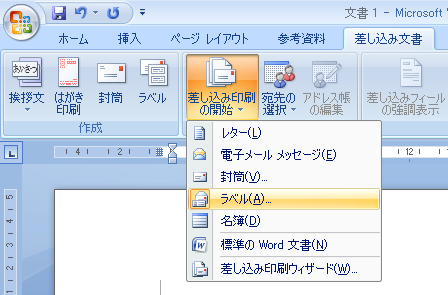 文書 1 - Microsoft
ホーム 挿入 ページ レイアウト 参考資料 差し込み文書
あいさつ
挨拶文 はがき印刷 封筒 ラベル 差し込み印刷の開始 宛先の選択 アドレス帳の編集 差し込みフィールの強調表示
作成
レター(L)
電子メール メッセージ(E)
封筒(V)...
ラベル(A)...
名簿(D)
標準の Word 文書(N)
差し込み印刷ウィザード(W)...
L
4 2 12
5
4